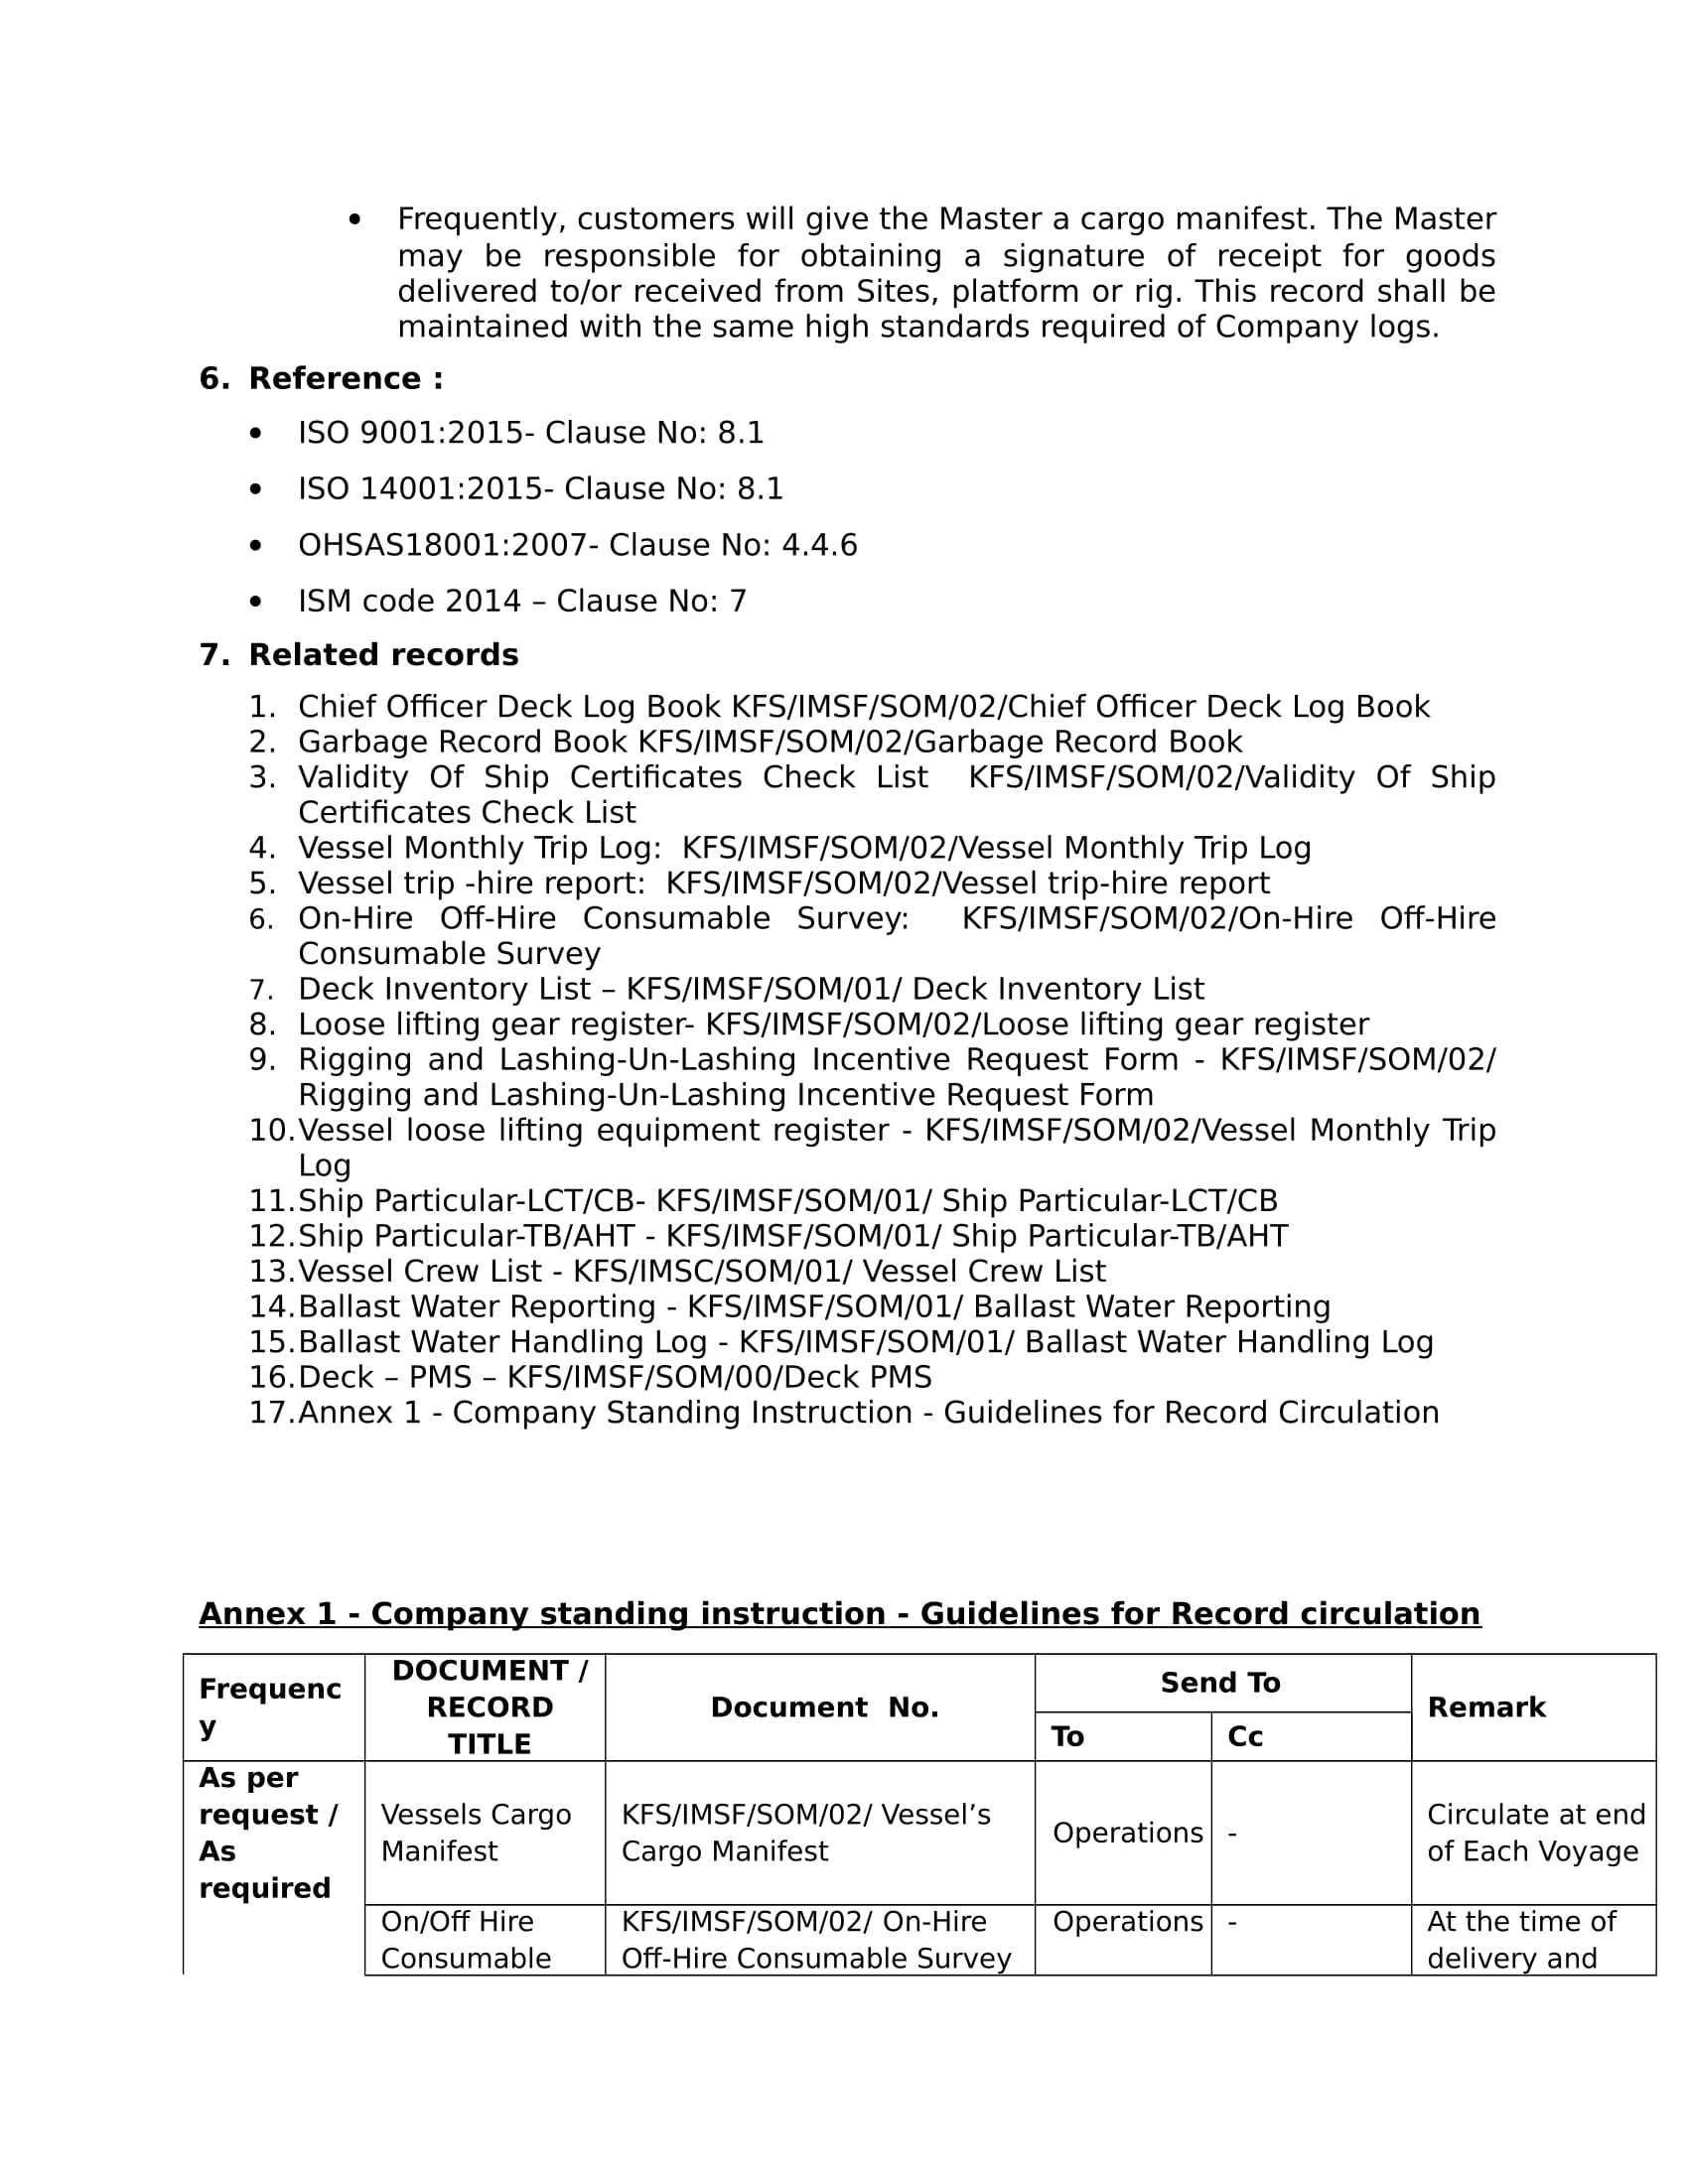 • Frequently, customers will give the Master a cargo manifest. The Master
may be responsible for obtaining a signature of receipt for goods
delivered to/or received from Sites, platform or rig. This record shall be
maintained with the same high standards required of Company logs.
6. Reference :
• ISO 9001:2015- Clause No: 8.1
• ISO 14001:2015- Clause No: 8.1
• OHSAS18001:2007- Clause No: 4.4.6
• ISM code 2014 – Clause No: 7
7. Related records
1. Chief Officer Deck Log Book KFS/IMSF/SOM/02/Chief Officer Deck Log Book
2. Garbage Record Book KFS/IMSF/SOM/02/Garbage Record Book
3. Validity Of Ship Certificates Check List KFS/IMSF/SOM/02/Validity Of Ship
Certificates Check List
4. Vessel Monthly Trip Log: KFS/IMSF/SOM/02/Vessel Monthly Trip Log
5. Vessel trip -hire report: KFS/IMSF/SOM/02/Vessel trip-hire report
6. On-Hire Off-Hire Consumable Survey: KFS/IMSF/SOM/02/On-Hire Off-Hire
Consumable Survey
7. Deck Inventory List – KFS/IMSF/SOM/01/ Deck Inventory List
8. Loose lifting gear register- KFS/IMSF/SOM/02/Loose lifting gear register
9. Rigging and Lashing-Un-Lashing Incentive Request Form - KFS/IMSF/SOM/02/
Rigging and Lashing-Un-Lashing Incentive Request Form
10. Vessel loose lifting equipment register - KFS/IMSF/SOM/02/Vessel Monthly Trip
Log
11. Ship Particular-LCT/CB- KFS/IMSF/SOM/01/ Ship Particular-LCT/CB
12. Ship Particular-TB/AHT - KFS/IMSF/SOM/01/ Ship Particular-TB/AHT
13. Vessel Crew List - KFS/IMSC/SOM/01/ Vessel Crew List
14. Ballast Water Reporting - KFS/IMSF/SOM/01/ Ballast Water Reporting
15. Ballast Water Handling Log - KFS/IMSF/SOM/01/ Ballast Water Handling Log
16. Deck – PMS – KFS/IMSF/SOM/00/Deck PMS
17. Annex 1 - Company Standing Instruction - Guidelines for Record Circulation
Annex 1 - Company standing instruction - Guidelines for Record circulation
Frequenc
y
DOCUMENT /
RECORD
TITLE
Document No.
Send To
To
Cc
Remark
As per
request /
As
required
Vessels Cargo
Manifest
KFS/IMSF/SOM/02/ Vessel’s
Cargo Manifest
Operations
-
Circulate at end
of Each Voyage
On/Off Hire
Consumable
KFS/IMSF/SOM/02/ On-Hire
Off-Hire Consumable Survey
Operations
-
At the time of
delivery and